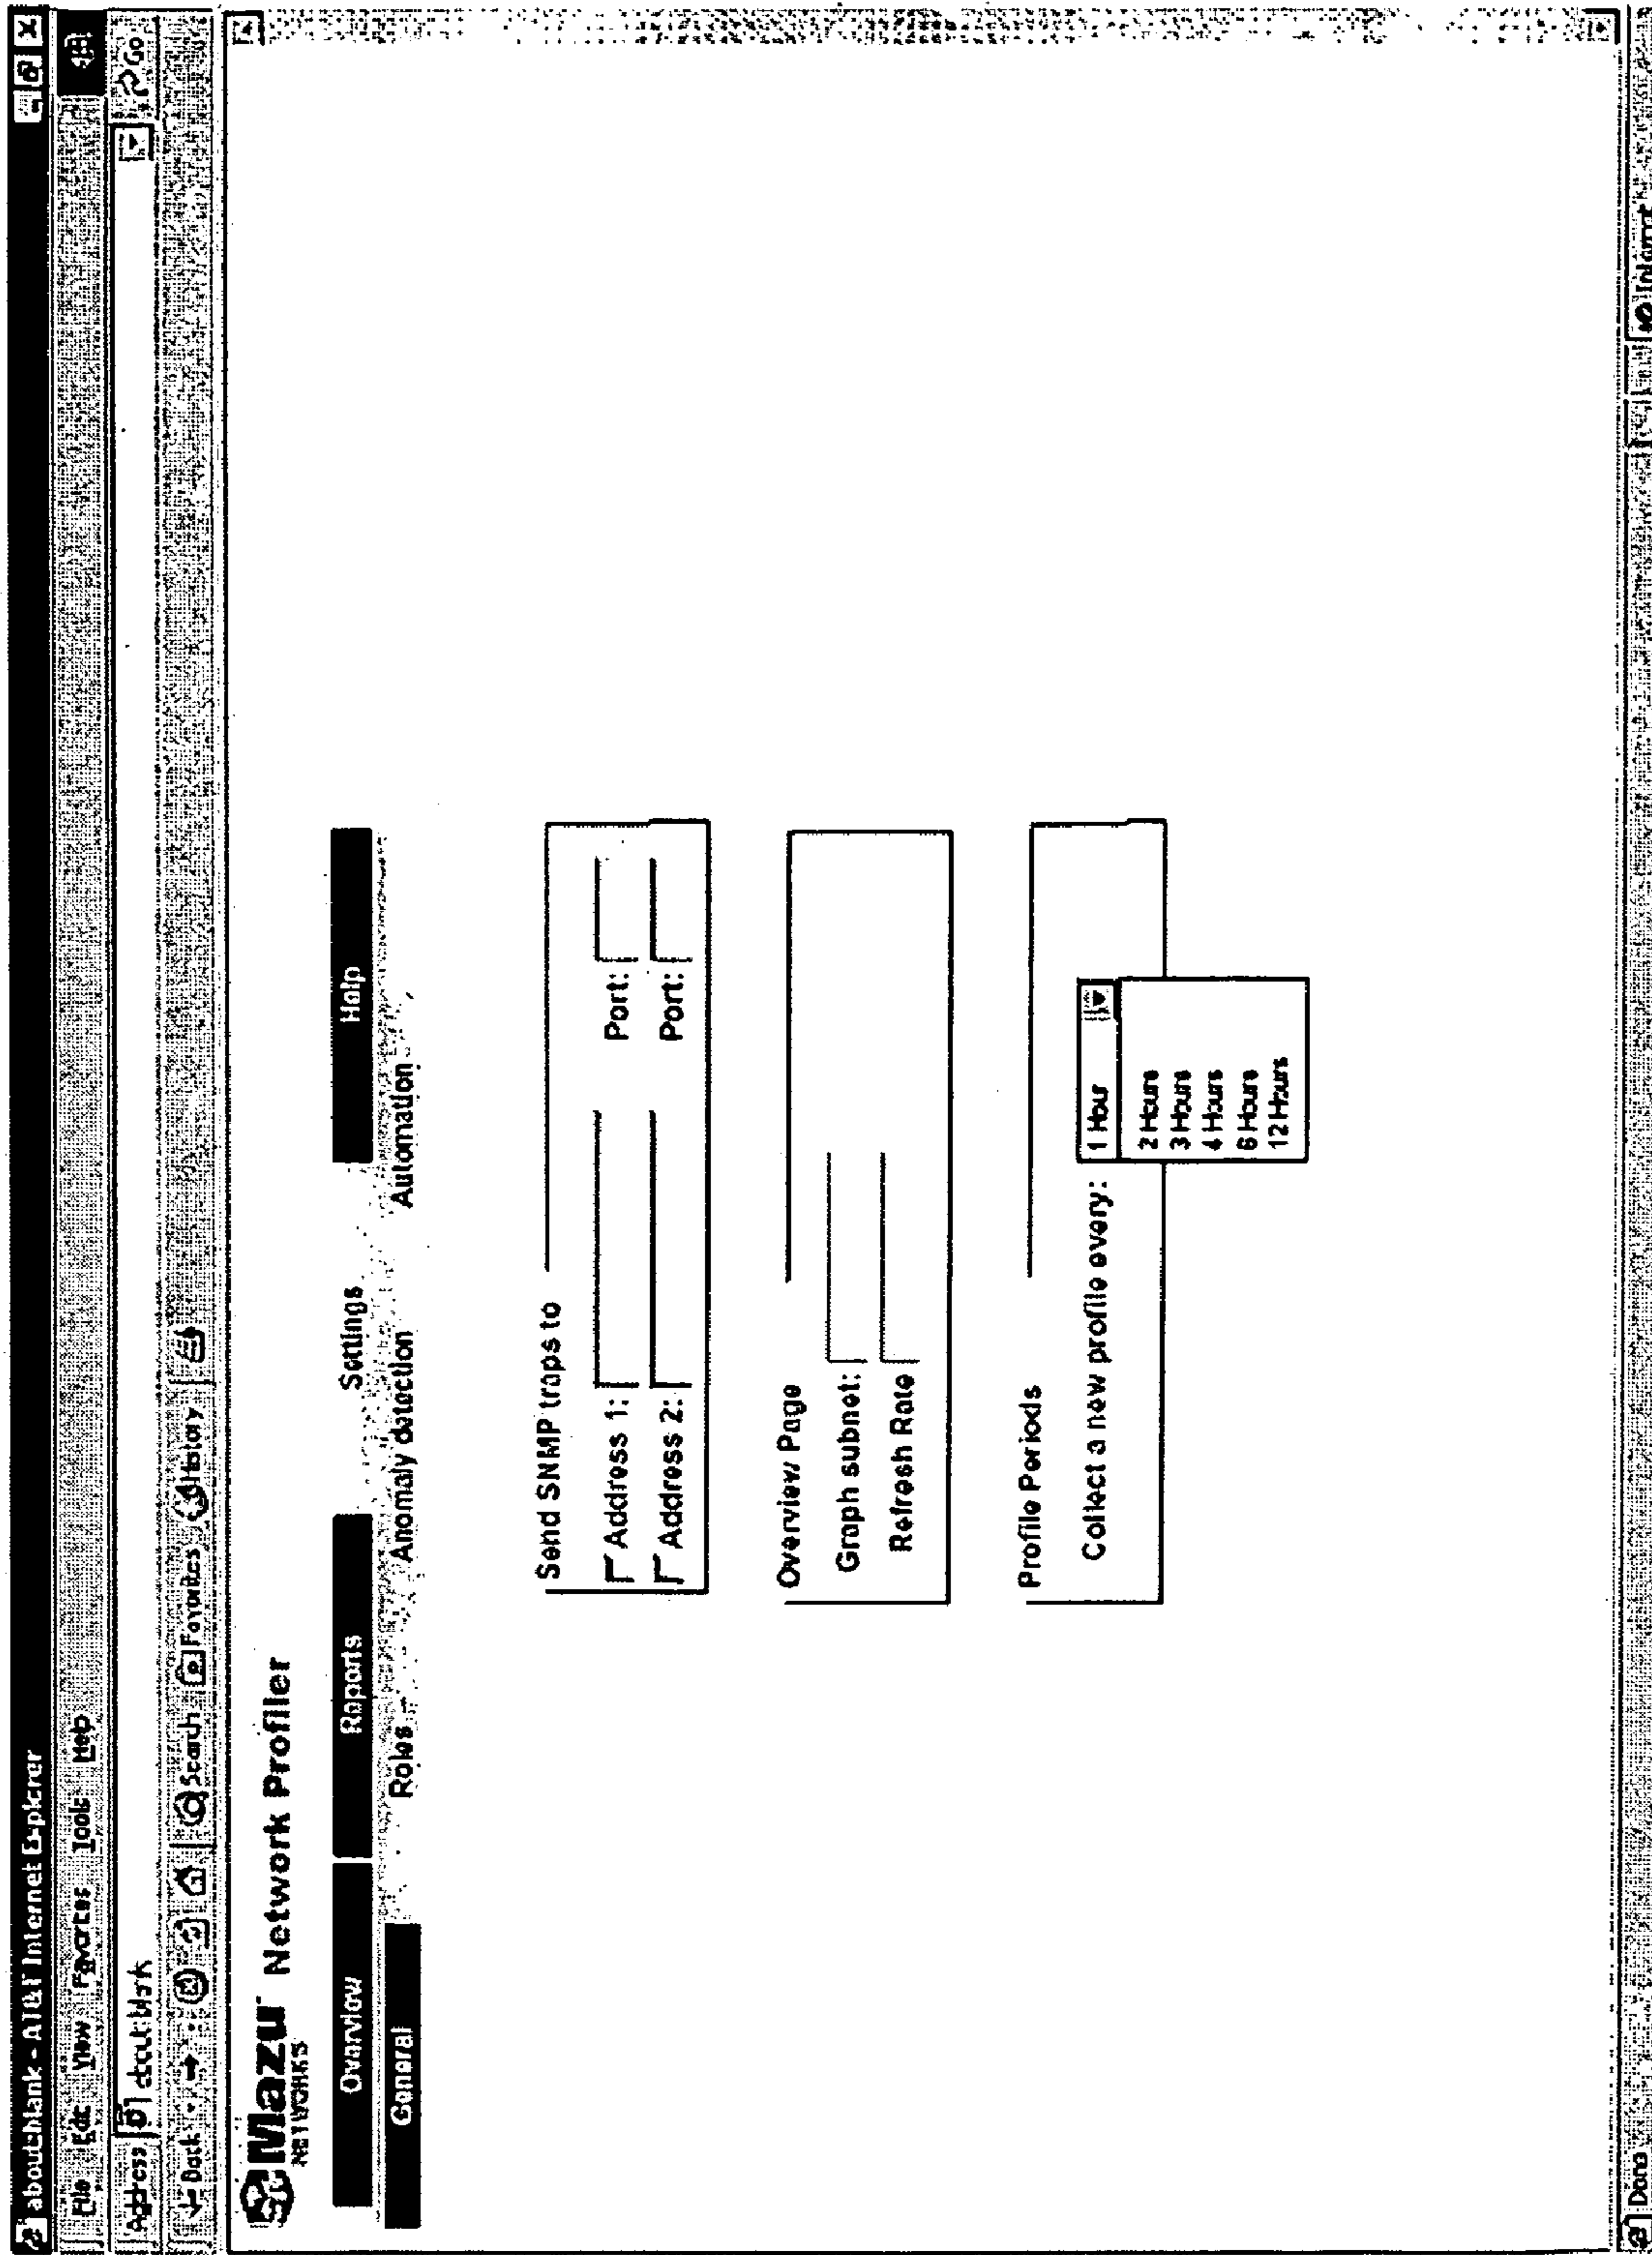 about:blank - AT&T Internet Explorer
File Edit View Favorites Tools Help
Address about:blank
Go
Back Search Favorites History
Mazu Network Profiler
NETWORKS
Overview Reports Settings Help
General Roles Anomaly detection Automation
Send SNMP traps to
Address 1: Port:
Address 2: Port:
Overview Page
Graph subnet:
Refresh Rate
Profile Periods
Collect a new profile every: 1 Hour
2 Hours
3 Hours
4 Hours
6 Hours
12 Hours
Done Internet